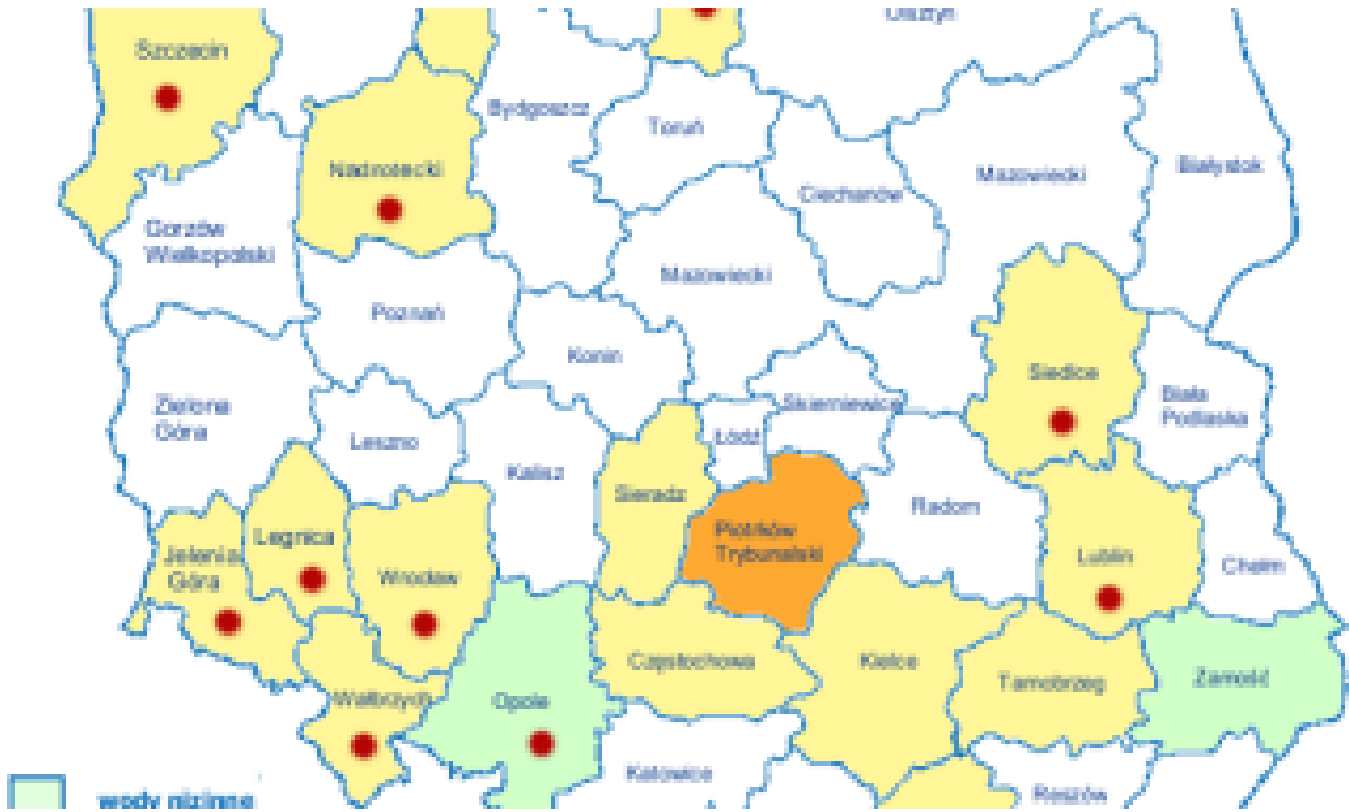 Olsztyn
Szczecin
Bydgoszcz
Toruń
Nadnotecki
Ciechanów
Mazowiecki
Białystok
Gorzów
Wielkopolski
Mazowiecki
Poznań
Konin
Siedlce
Skierniewice
Biała
Podlaska
Zielona
Góra
Leszno
Łódź
Kalisz
Sieradz
Radom
Piotrków
Trybunalski
Legnica
Jelenia
Góra
Wrocław
Lublin
Chełm
Częstochowa
Kielce
Tarnobrzeg
Zamość
Wałbrzych
Opole
Katowice
Rzeszów
wody nizinne